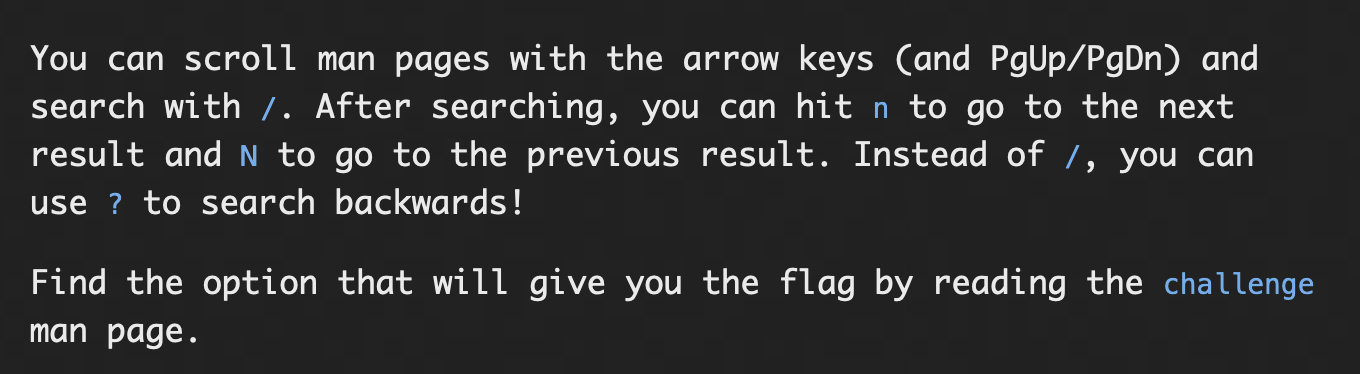 You can scroll man pages with the arrow keys (and PgUp/PgDn) and
search with /. After searching, you can hit n to go to the next
result and N to go to the previous result. Instead of /, you can
use ? to search backwards!
Find the option that will give you the flag by reading the challenge
man page.